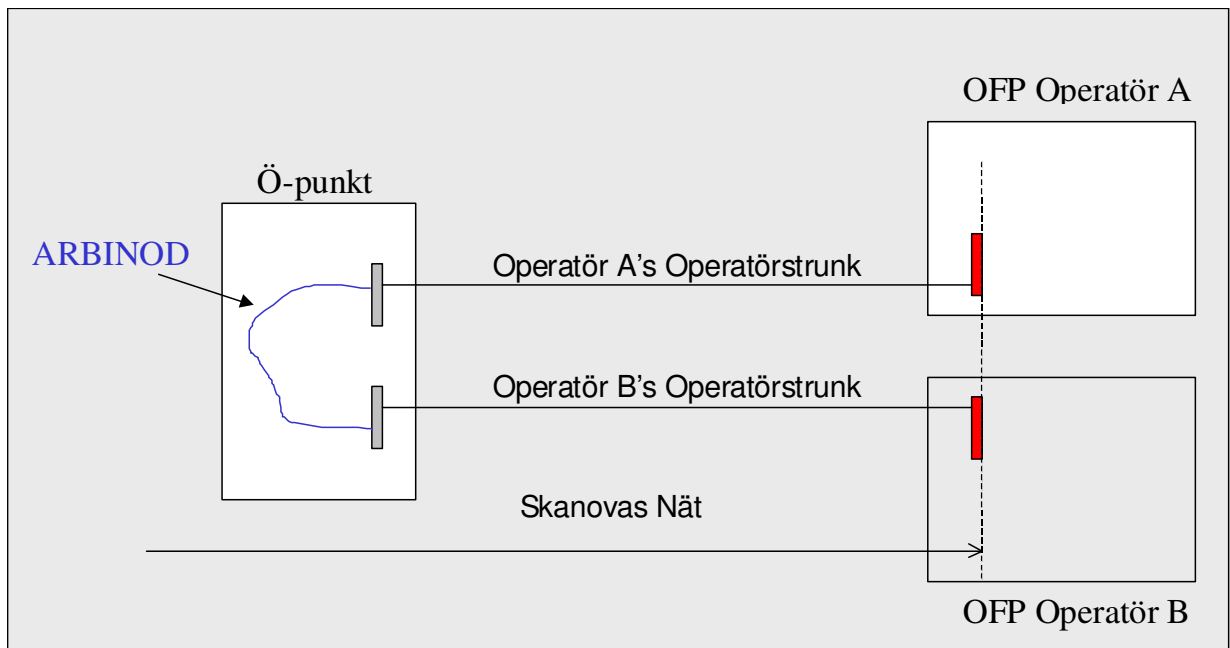 OFP Operatör A
Ö-punkt
ARBINOD
Operatör A's Operatörstrunk
Operatör B's Operatörstrunk
Skanovas Nät
OFP Operatör B